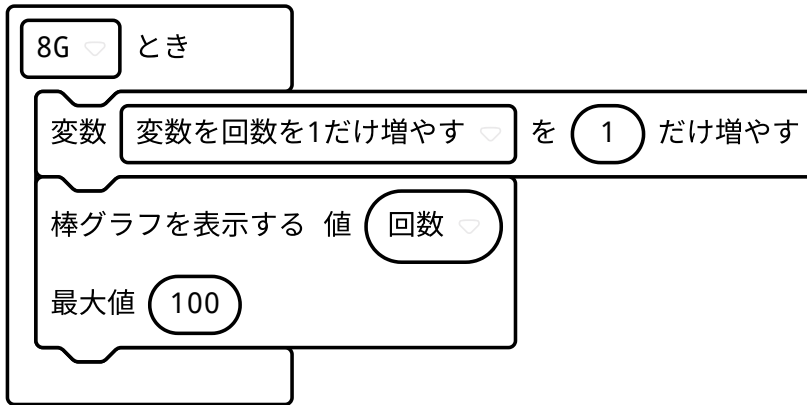 8G とき
変数 変数を回数を1だけ増やす を 1 だけ増やす
棒グラフを表示する 値 回数
最大値 100